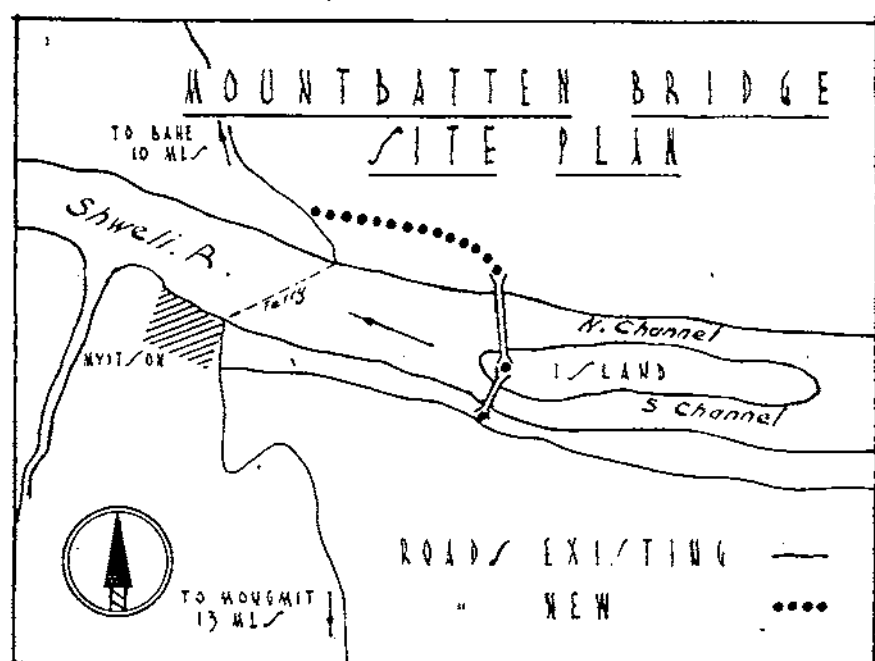 MOUNTBATTEN BRIDGE
SITE PLAN
TO BAHE
10 MLS
Shweli. R.
Ferry
N. Channel
ISLAND
S Channel
MYITSON
ROADS EXISTING
" NEW
TO MONGMIT
13 MLS